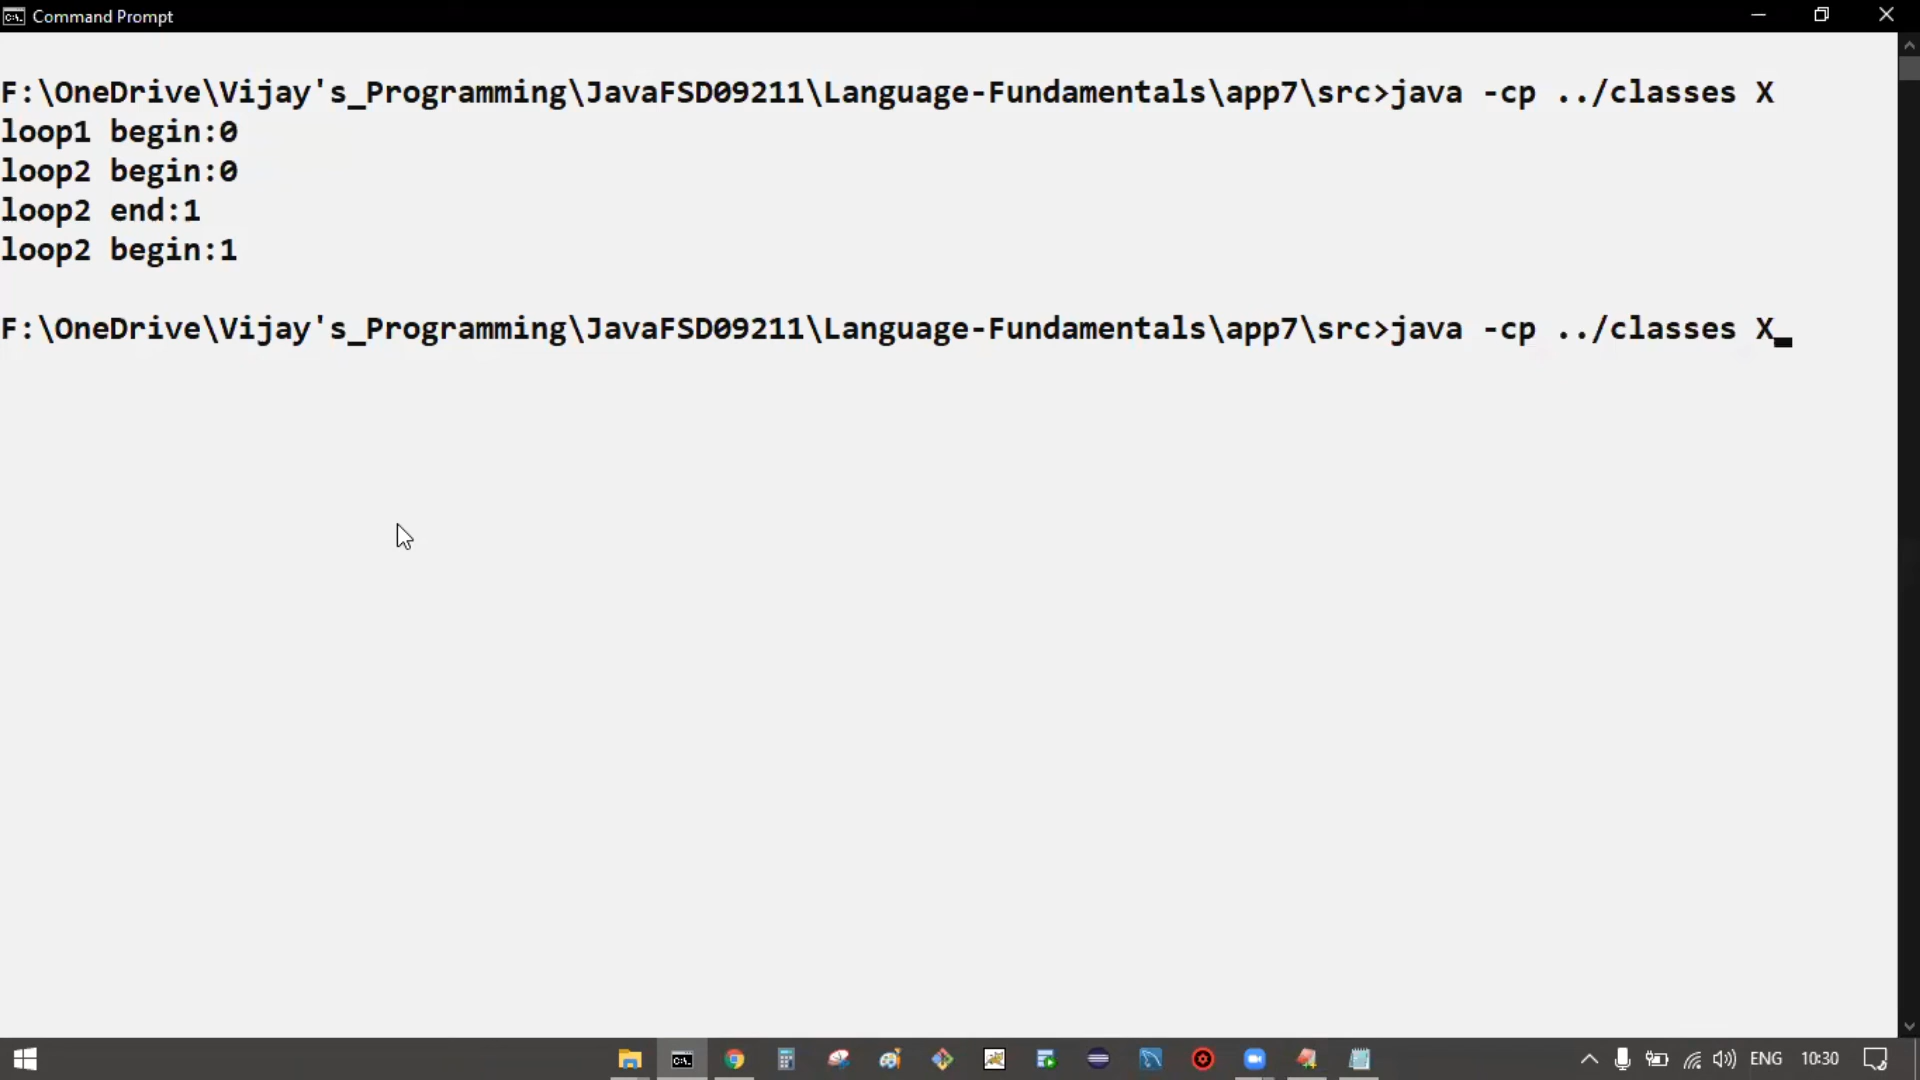 Command Prompt
F:\OneDrive\Vijay's_Programming\JavaFSD09211\Language-Fundamentals\app7\src>java -cp ../classes X
loop1 begin:0
loop2 begin:0
loop2 end:1
loop2 begin:1
F:\OneDrive\Vijay's_Programming\JavaFSD09211\Language-Fundamentals\app7\src>java -cp ../classes X
ENG 10:30